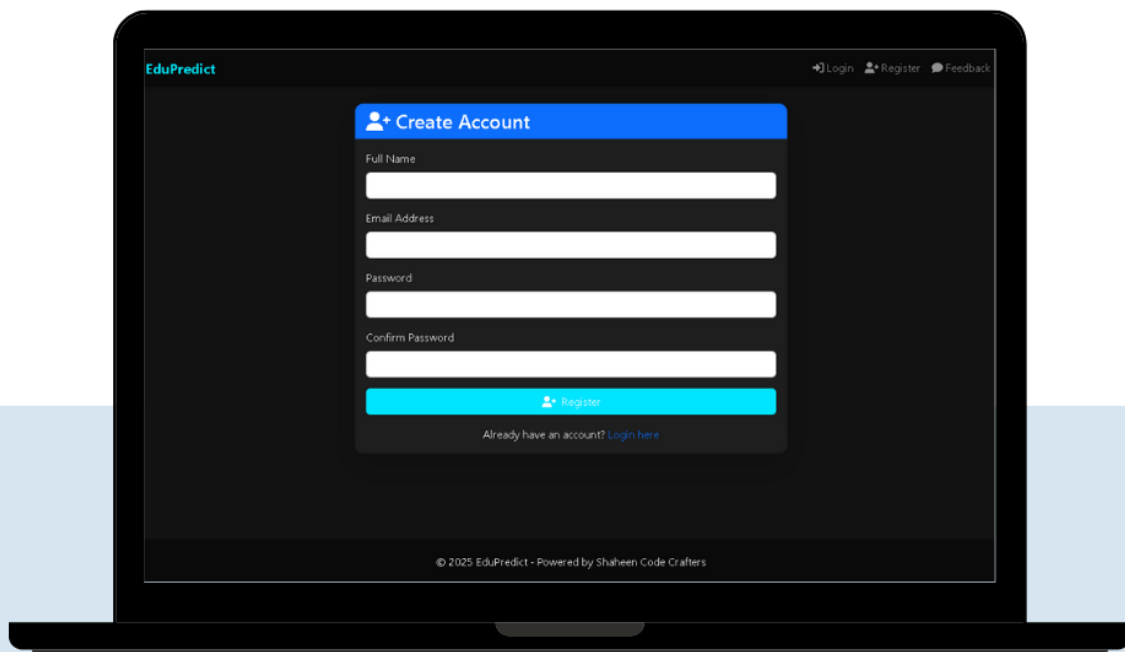 EduPredict
Login Register Feedback
Create Account
Full Name
Email Address
Password
Confirm Password
Register
Already have an account? Login here
© 2025 EduPredict - Powered by Shaheen Code Crafters